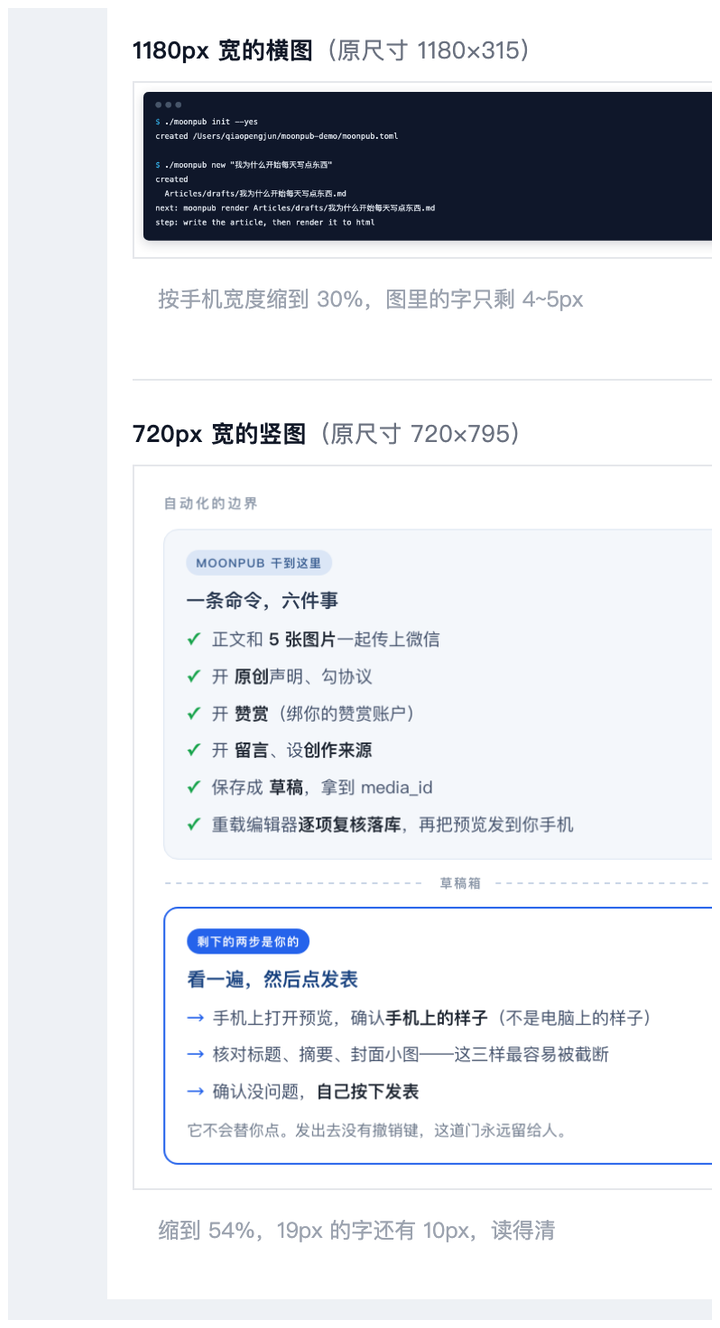 1180px 宽的横图（原尺寸 1180×315）
$ ./moonpub init --yes
created /Users/qiaopengjun/moonpub-demo/moonpub.toml
$ ./moonpub new "我为什么开始每天写点东西"
created
Articles/drafts/我为什么开始每天写点东西.md
next: moonpub render Articles/drafts/我为什么开始每天写点东西.md
step: write the article, then render it to html
按手机宽度缩到 30%，图里的字只剩 4~5px
720px 宽的竖图（原尺寸 720×795）
自动化的边界
MOONPUB 干到这里
一条命令，六件事
✓ 正文和 5 张图片一起传上微信
✓ 开 原创声明、勾协议
✓ 开 赞赏（绑你的赞赏账户）
✓ 开 留言、设创作来源
✓ 保存成 草稿，拿到 media_id
✓ 重载编辑器逐项复核落库，再把预览发到你手机
草稿箱
剩下的两步是你的
看一遍，然后点发表
→ 手机上打开预览，确认手机上的样子（不是电脑上的样子）
→ 核对标题、摘要、封面小图——这三样最容易被截断
→ 确认没问题，自己按下发表
它不会替你点。发出去没有撤销键，这道门永远留给人。
缩到 54%，19px 的字还有 10px，读得清